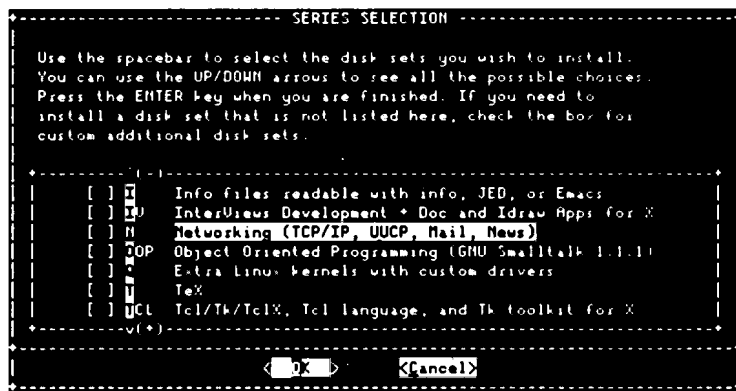 SERIES SELECTION
Use the spacebar to select the disk sets you wish to install.
You can use the UP/DOWN arrows to see all the possible choices.
Press the ENTER key when you are finished. If you need to
install a disk set that is not listed here, check the box for
custom additional disk sets.
^(-)
[ ] I Info files readable with info, JED, or Emacs
[ ] IV InterViews Development + Doc and Idraw Apps for X
[ ] N Networking (TCP/IP, UUCP, Mail, News)
[ ] OOP Object Oriented Programming (GNU Smalltalk 1.1.1)
[ ] Extra Linux kernels with custom drivers
[ ] T TeX
[ ] TCL Tcl/Tk/TclX, Tcl language, and Tk toolkit for X
v(+)
< OK > <Cancel>